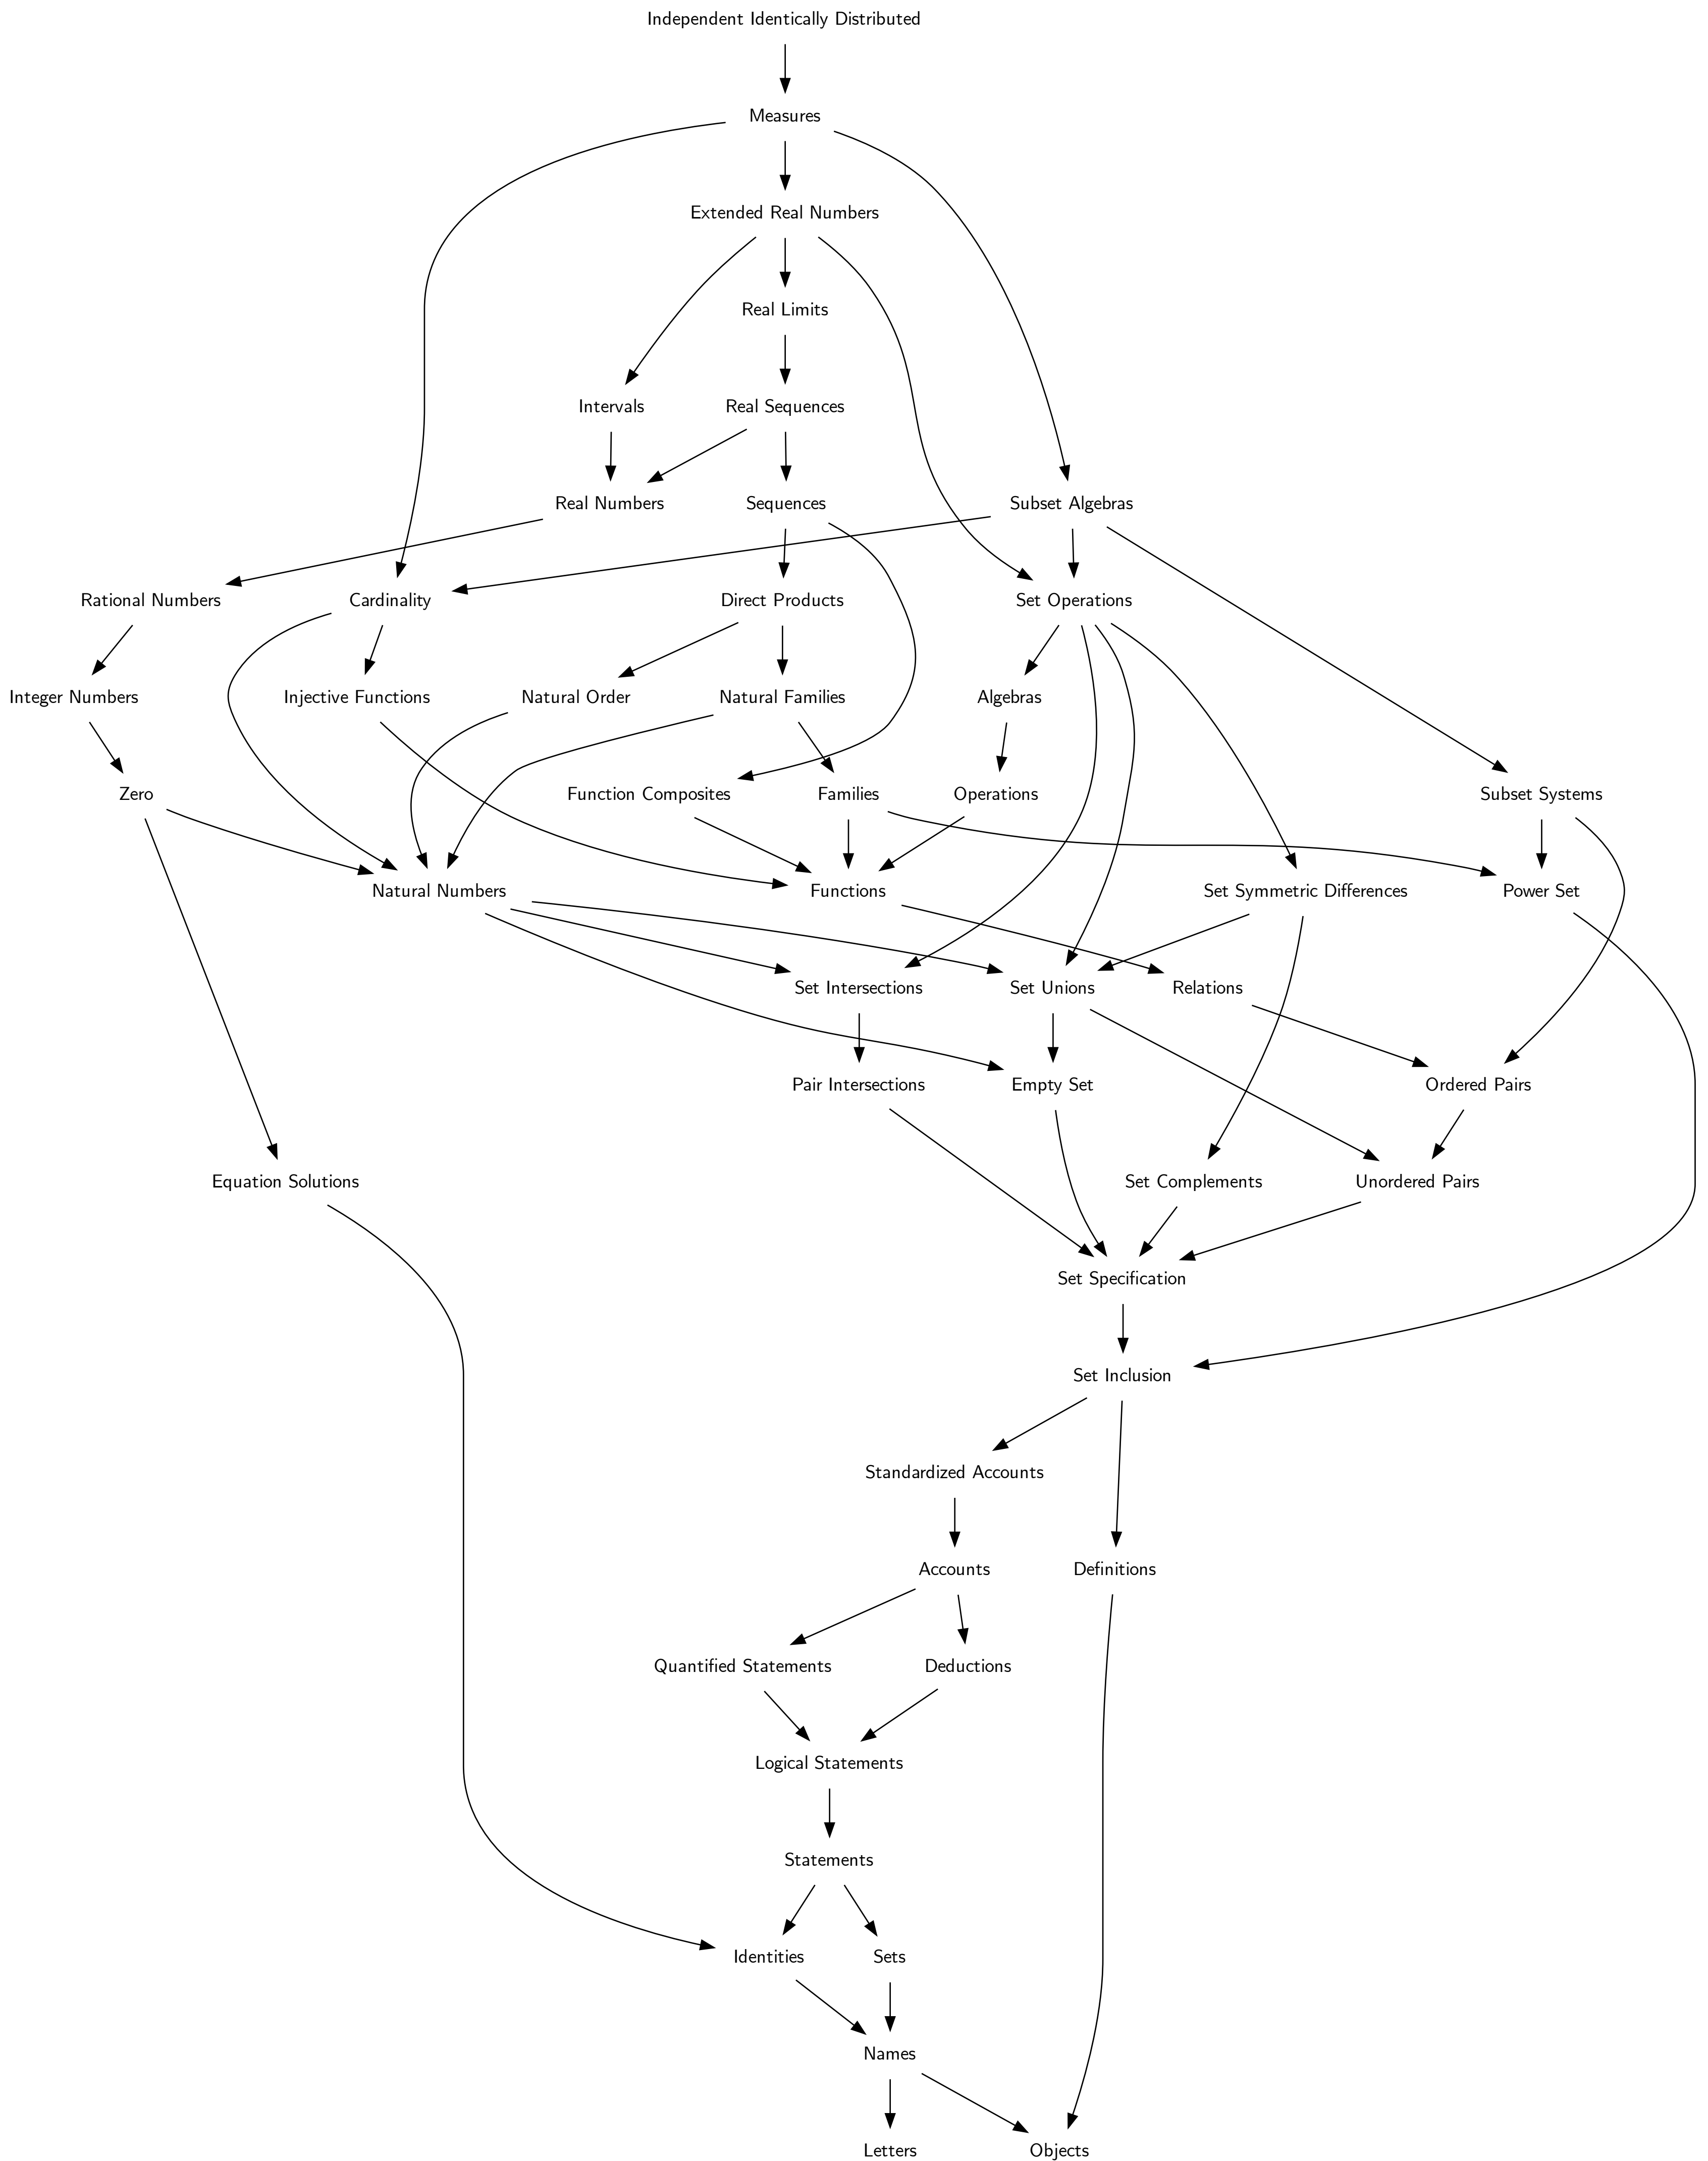 Independent Identically Distributed
Measures
Extended Real Numbers
Real Limits
Intervals
Real Sequences
Real Numbers
Sequences
Subset Algebras
Rational Numbers
Cardinality
Direct Products
Set Operations
Integer Numbers
Injective Functions
Natural Order
Natural Families
Algebras
Zero
Function Composites
Families
Operations
Subset Systems
Natural Numbers
Functions
Set Symmetric Differences
Power Set
Set Intersections
Set Unions
Relations
Pair Intersections
Empty Set
Ordered Pairs
Equation Solutions
Set Complements
Unordered Pairs
Set Specification
Set Inclusion
Standardized Accounts
Accounts
Definitions
Quantified Statements
Deductions
Logical Statements
Statements
Identities
Sets
Names
Letters
Objects